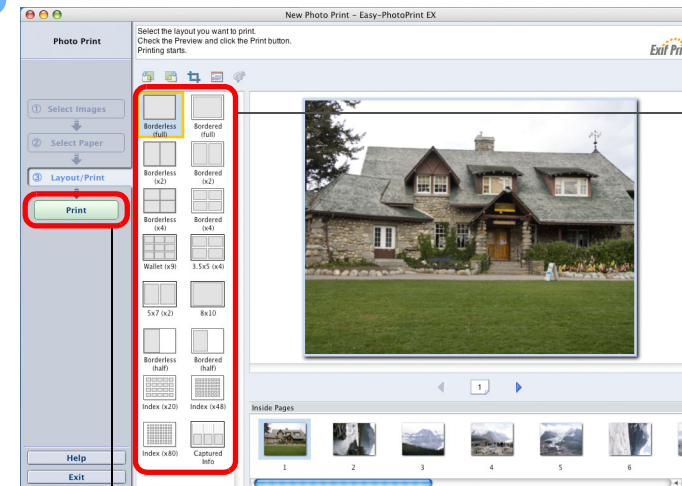 New Photo Print – Easy-PhotoPrint EX
Photo Print
Select the layout you want to print.
Check the Preview and click the Print button.
Printing starts.
Exif Pri
① Select Images
② Select Paper
③ Layout/Print
Print
Borderless (full)
Bordered (full)
Borderless (x2)
Bordered (x2)
Borderless (x4)
Bordered (x4)
Wallet (x9)
3.5x5 (x4)
5x7 (x2)
8x10
Borderless (half)
Bordered (half)
Index (x20)
Index (x48)
Index (x80)
Captured Info
1
Inside Pages
1
2
3
4
5
6
Help
Exit